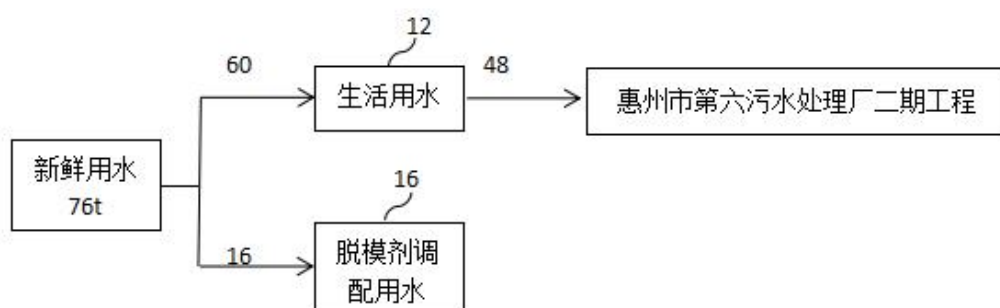 12
60
生活用水
48
惠州市第六污水处理厂二期工程
新鲜用水
76t
16
16
脱模剂调
配用水